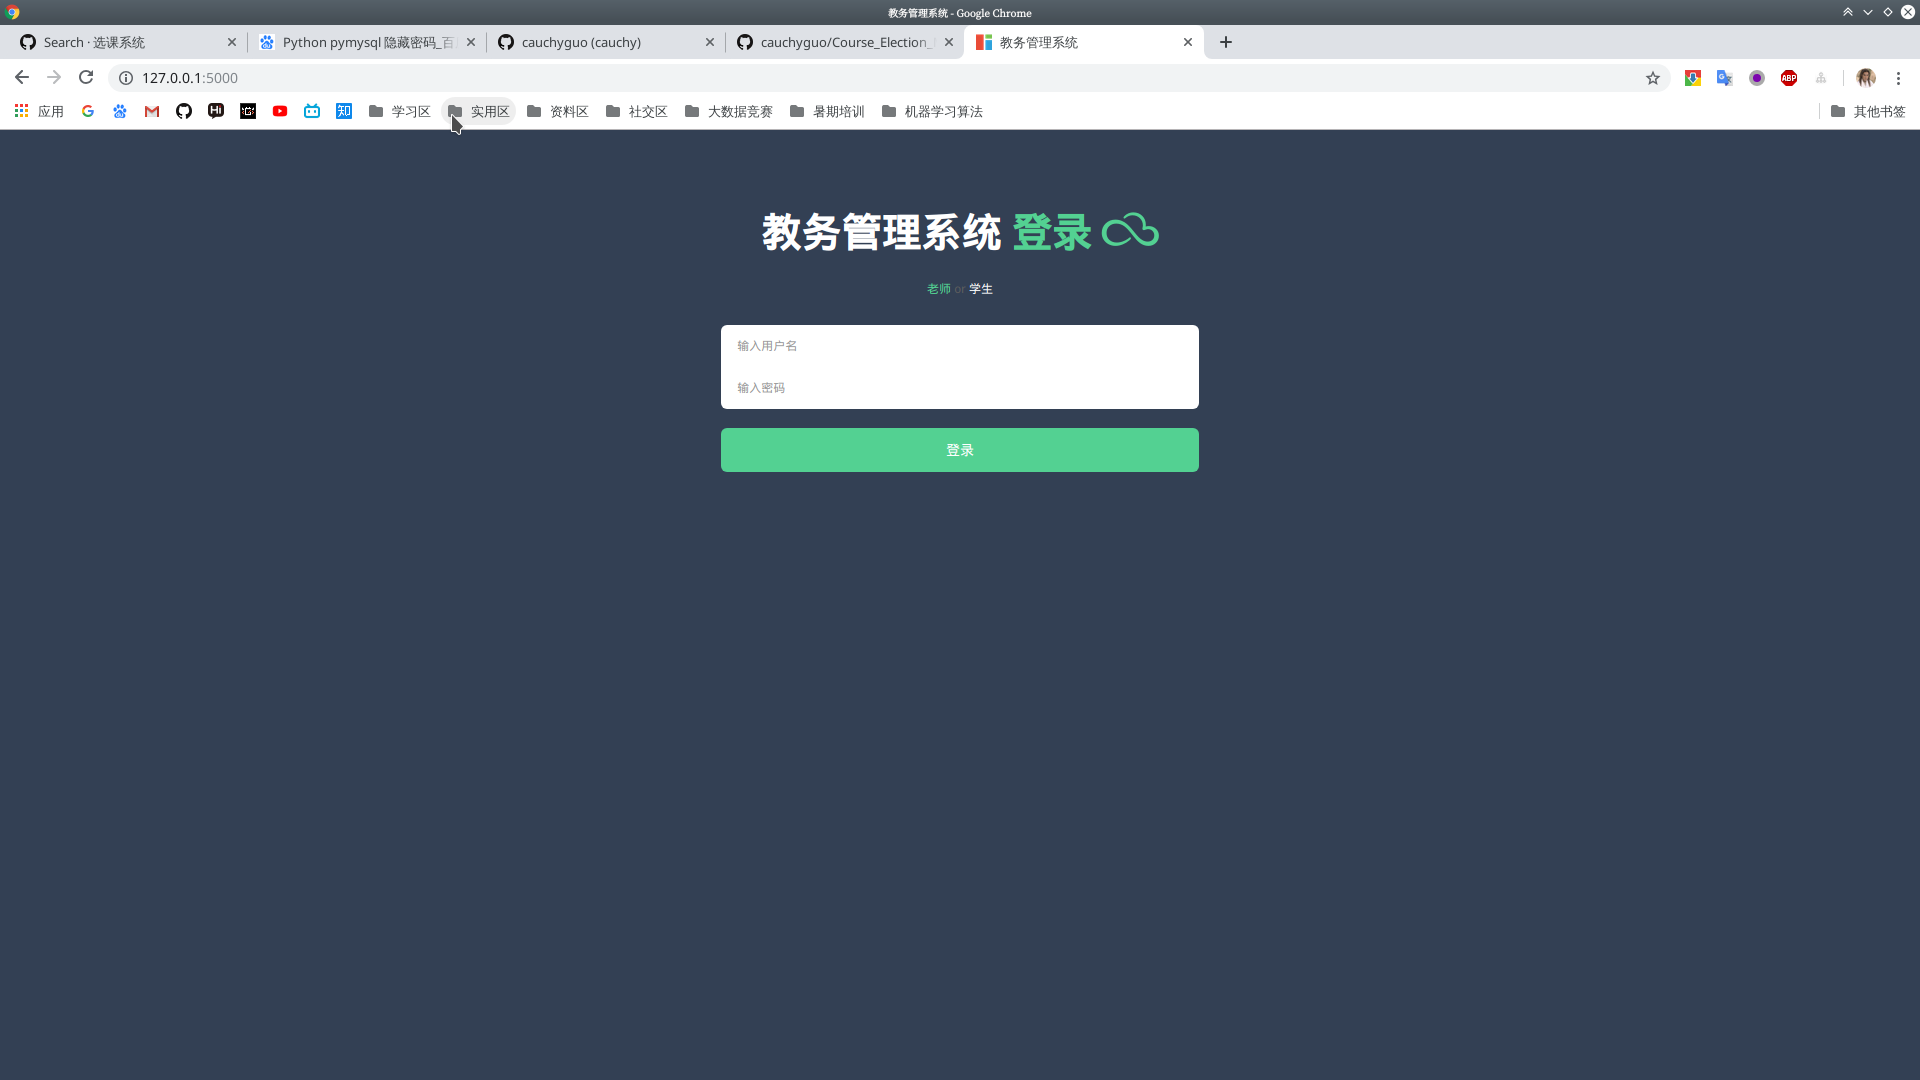 教务管理系统 - Google Chrome
Search · 选课系统
Python pymysql 隐藏密码_百
cauchyguo (cauchy)
cauchyguo/Course_Election_
教务管理系统
127.0.0.1:5000
ABP
应用
Hi
知
学习区
实用区
资料区
社交区
大数据竞赛
暑期培训
机器学习算法
其他书签
教务管理系统 登录
老师 or 学生
输入用户名
输入密码
登录